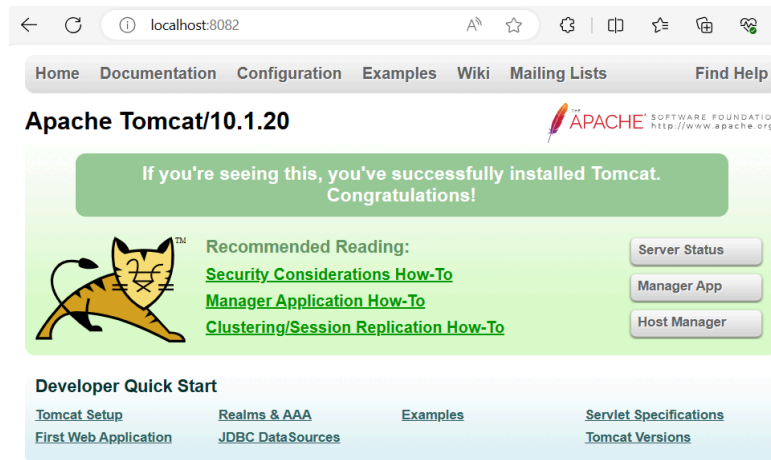 localhost:8082
Home Documentation Configuration Examples Wiki Mailing Lists Find Help
Apache Tomcat/10.1.20
THE
APACHE SOFTWARE FOUNDATIO
http://www.apache.org
If you're seeing this, you've successfully installed Tomcat.
Congratulations!
TM
Recommended Reading:
Security Considerations How-To
Manager Application How-To
Clustering/Session Replication How-To
Server Status
Manager App
Host Manager
Developer Quick Start
Tomcat Setup Realms & AAA Examples Servlet Specifications
First Web Application JDBC DataSources Tomcat Versions